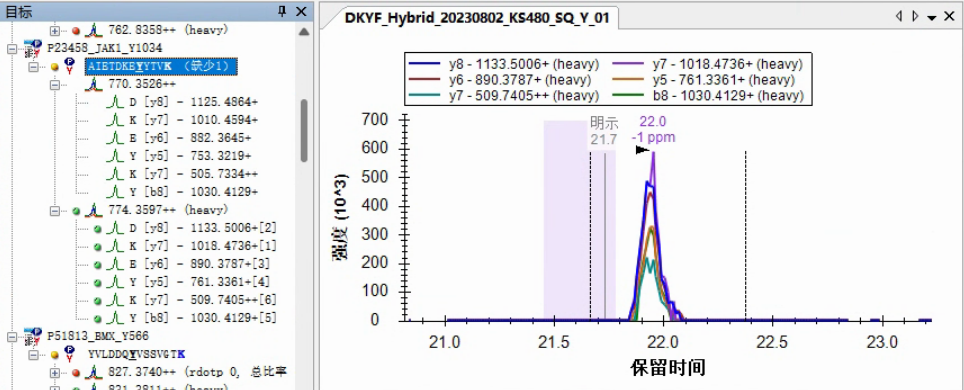 目标
762.8358++ (heavy)
P23458_JAK1_Y1034
AIETDKEYYTVK (缺少1)
770.3526++
D [y8] - 1125.4864+
K [y7] - 1010.4594+
E [y6] - 882.3645+
Y [y5] - 753.3219+
K [y7] - 505.7334++
Y [b8] - 1030.4129+
774.3597++ (heavy)
D [y8] - 1133.5006+[2]
K [y7] - 1018.4736+[1]
E [y6] - 890.3787+[3]
Y [y5] - 761.3361+[4]
K [y7] - 509.7405++[6]
Y [b8] - 1030.4129+[5]
P51813_BMX_Y566
YVLDDQYVSSVGTK
827.3740++ (rdotp 0, 总比率
DKYF_Hybrid_20230802_KS480_SQ_Y_01
y8 - 1133.5006+ (heavy)
y7 - 1018.4736+ (heavy)
y6 - 890.3787+ (heavy)
y5 - 761.3361+ (heavy)
y7 - 509.7405++ (heavy)
b8 - 1030.4129+ (heavy)
明示
21.7
22.0
-1 ppm
强度 (10^3)
700
600
500
400
300
200
100
0
21.0
21.5
22.0
22.5
23.0
保留时间